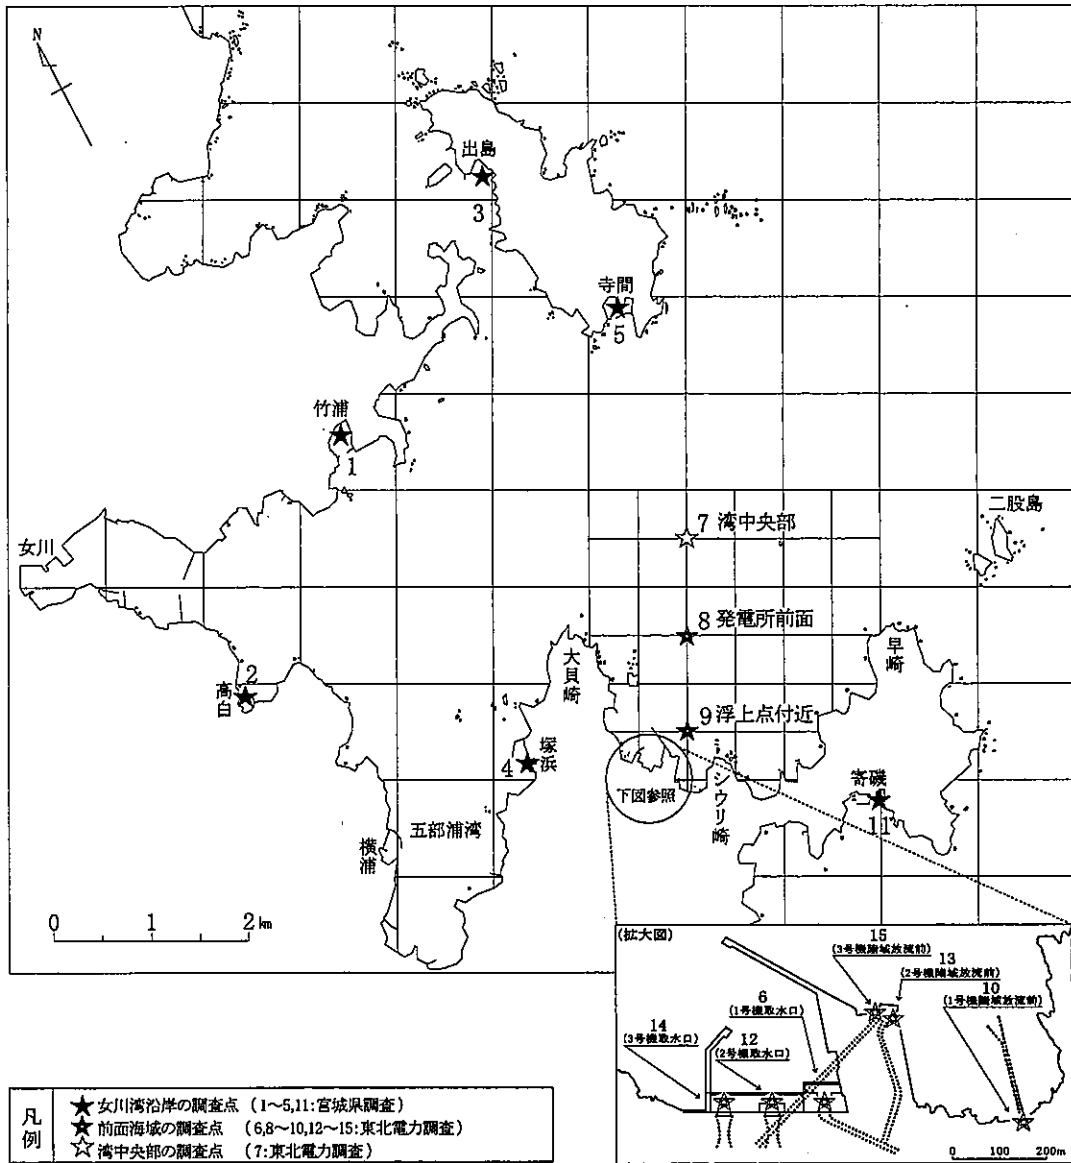 N
出島
3
寺間
5
竹浦
1
7 湾中央部
二股島
女川
8 発電所前面
早崎
大貝崎
2
高白
9 浮上点付近
4
塚浜
下図参照
シウリ崎
寄磯
11
五部浦湾
横浦
0 1 2 km
(拡大図)
15
(3号機陸域放流前)
13
(2号機陸域放流前)
10
(1号機陸域放流前)
6
(1号機取水口)
14
(3号機取水口)
12
(2号機取水口)
0 100 200m
凡例
★ 女川湾沿岸の調査点 (1~5,11:宮城県調査)
前面海域の調査点 (6,8~10,12~15:東北電力調査)
☆ 湾中央部の調査点 (7:東北電力調査)